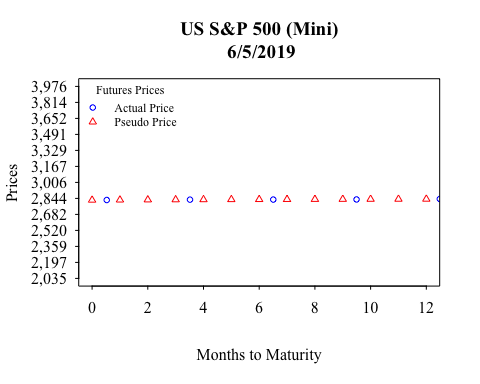 US S&P 500 (Mini)
6/5/2019
Futures Prices
Actual Price
Pseudo Price
Prices
3,976
3,814
3,652
3,491
3,329
3,167
3,006
2,844
2,682
2,520
2,359
2,197
2,035
0 2 4 6 8 10 12
Months to Maturity